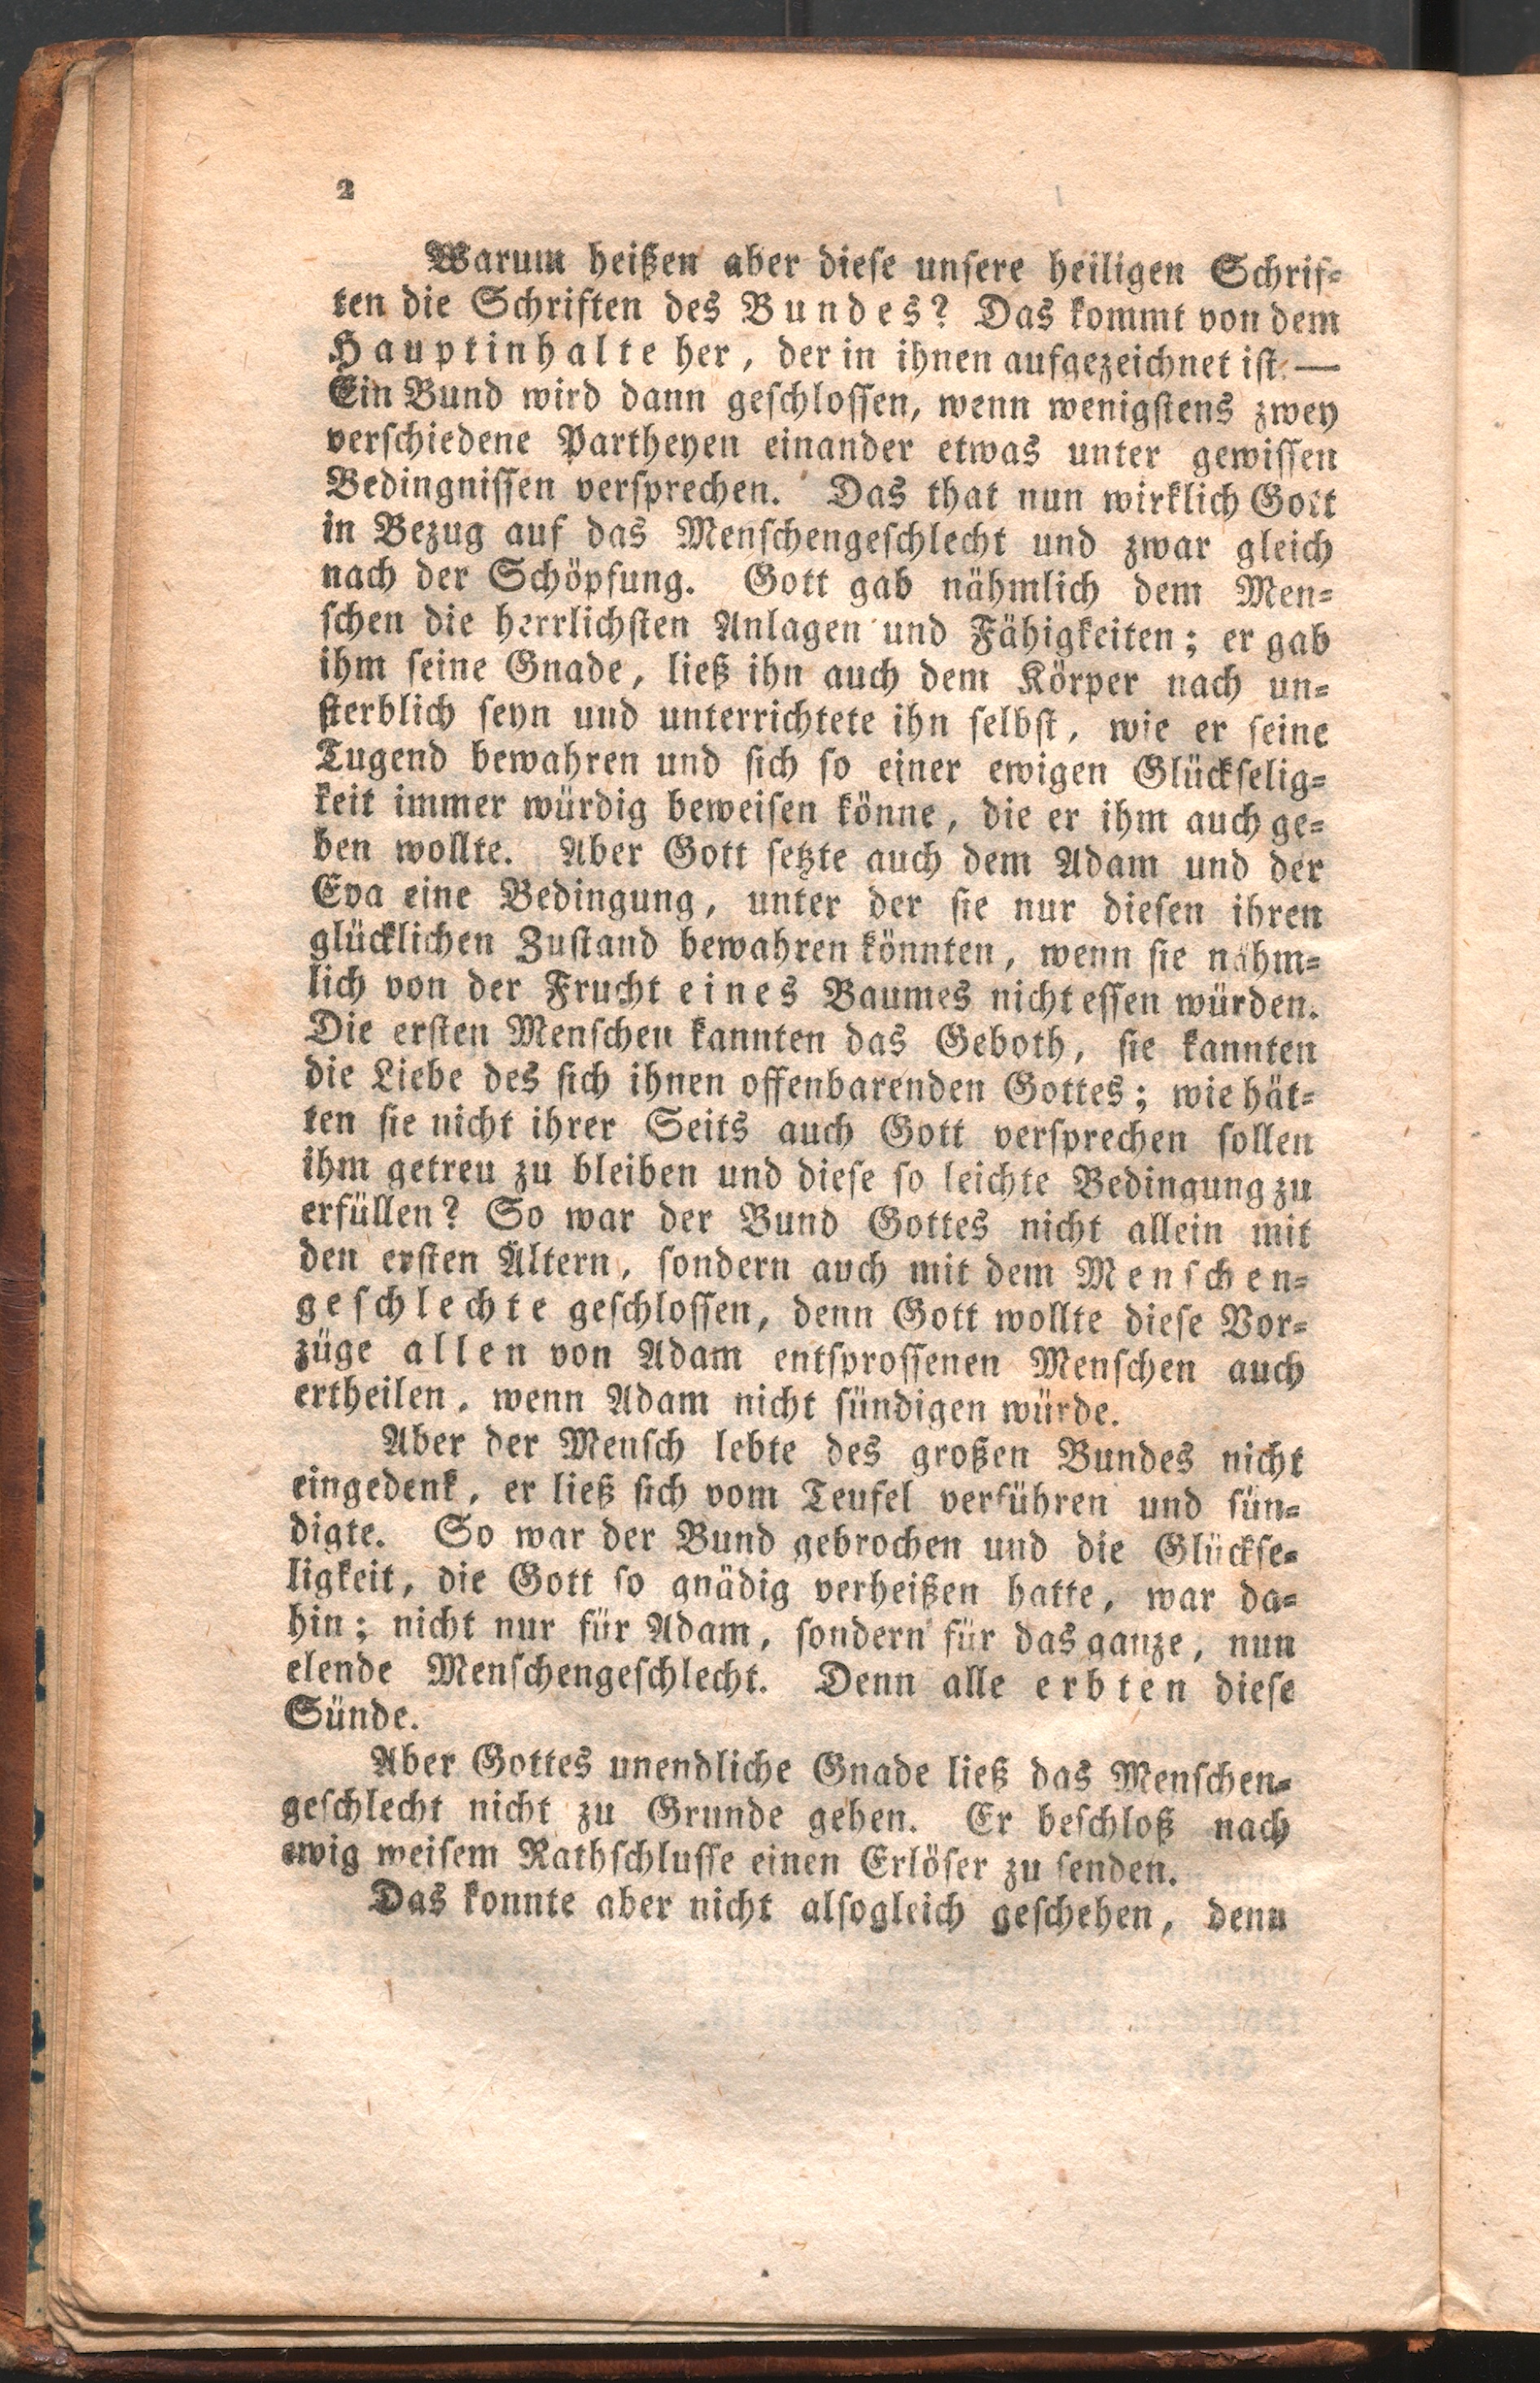 2
Warum heißen aber diese unsere heiligen Schrif-
ten die Schriften des Bundes? Das kommt von dem
Hauptinhalte her, der in ihnen aufgezeichnet ist. —
Ein Bund wird dann geschlossen, wenn wenigstens zwey
verschiedene Partheyen einander etwas unter gewissen
Bedingnissen versprechen. Das that nun wirklich Gott
in Bezug auf das Menschengeschlecht und zwar gleich
nach der Schöpfung. Gott gab nähmlich dem Men-
schen die herrlichsten Anlagen und Fähigkeiten; er gab
ihm seine Gnade, ließ ihn auch dem Körper nach un-
sterblich seyn und unterrichtete ihn selbst, wie er seine
Tugend bewahren und sich so einer ewigen Glückselig-
keit immer würdig beweisen könne, die er ihm auch ge-
ben wollte. Aber Gott setzte auch dem Adam und der
Eva eine Bedingung, unter der sie nur diesen ihren
glücklichen Zustand bewahren könnten, wenn sie nähm-
lich von der Frucht eines Baumes nicht essen würden.
Die ersten Menschen kannten das Geboth, sie kannten
die Liebe des sich ihnen offenbarenden Gottes; wie hät-
ten sie nicht ihrer Seits auch Gott versprechen sollen
ihm getreu zu bleiben und diese so leichte Bedingung zu
erfüllen? So war der Bund Gottes nicht allein mit
den ersten Ältern, sondern auch mit dem Menschen-
geschlechte geschlossen, denn Gott wollte diese Vor-
züge allen von Adam entsprossenen Menschen auch
ertheilen, wenn Adam nicht sündigen würde.
Aber der Mensch lebte des großen Bundes nicht
eingedenk, er ließ sich vom Teufel verführen und sün-
digte. So war der Bund gebrochen und die Glückse-
ligkeit, die Gott so gnädig verheißen hatte, war da-
hin; nicht nur für Adam, sondern für das ganze, nun
elende Menschengeschlecht. Denn alle erbten diese
Sünde.
Aber Gottes unendliche Gnade ließ das Menschen-
geschlecht nicht zu Grunde gehen. Er beschloß nach
ewig weisem Rathschlusse einen Erlöser zu senden.
Das konnte aber nicht alsogleich geschehen, denn